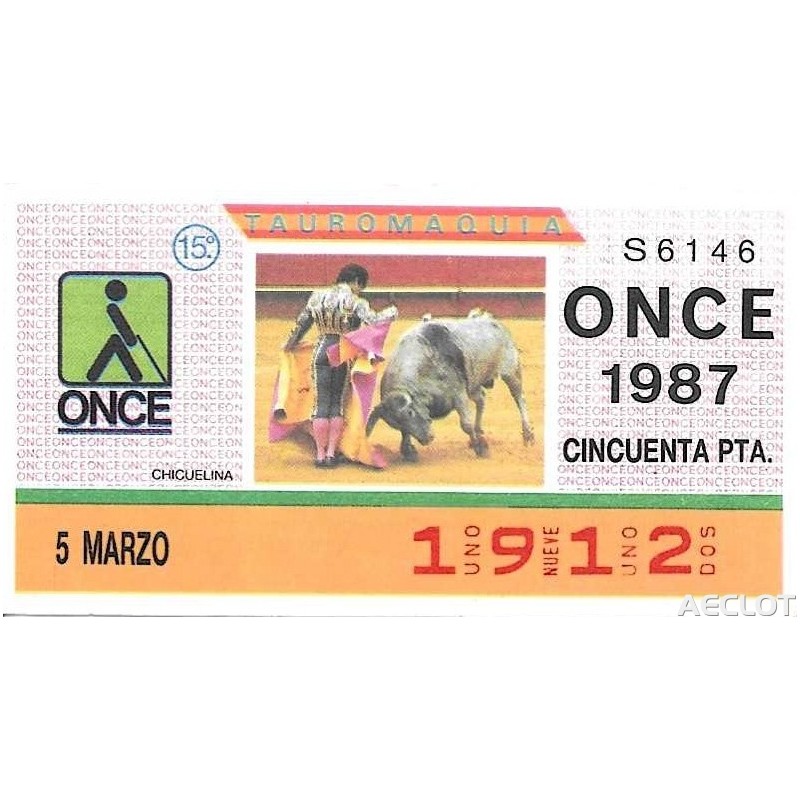 TAUROMAQUIA
15º.
S6146
ONCE
1987
CINCUENTA PTA.
ONCE
CHICUELINA
5 MARZO
1 UNO 9 NUEVE 1 UNO 2 DOS
AECLOT